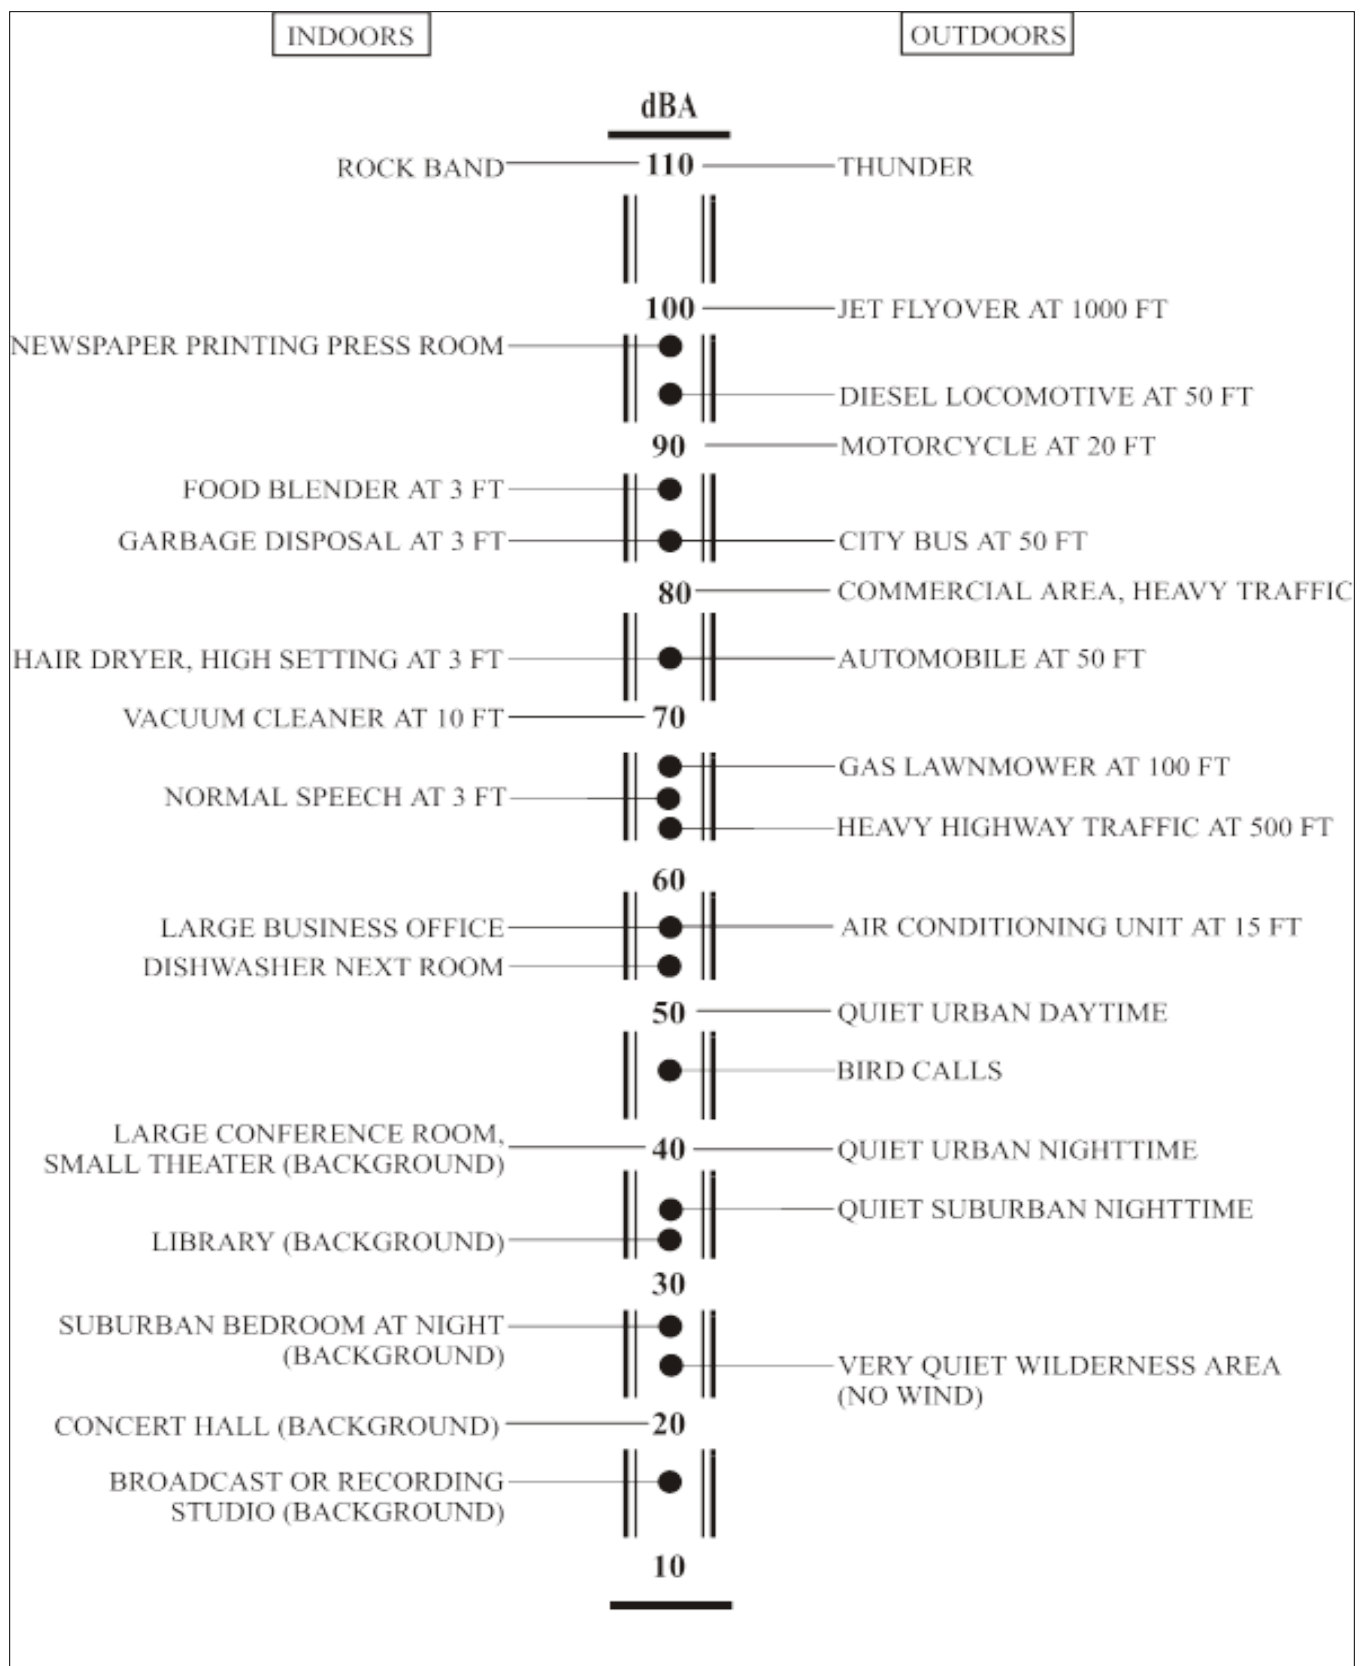 INDOORS
OUTDOORS
dBA
ROCK BAND
110
THUNDER
100
JET FLYOVER AT 1000 FT
NEWSPAPER PRINTING PRESS ROOM
DIESEL LOCOMOTIVE AT 50 FT
90
MOTORCYCLE AT 20 FT
FOOD BLENDER AT 3 FT
GARBAGE DISPOSAL AT 3 FT
CITY BUS AT 50 FT
80
COMMERCIAL AREA, HEAVY TRAFFIC
HAIR DRYER, HIGH SETTING AT 3 FT
AUTOMOBILE AT 50 FT
VACUUM CLEANER AT 10 FT
70
GAS LAWNMOWER AT 100 FT
NORMAL SPEECH AT 3 FT
HEAVY HIGHWAY TRAFFIC AT 500 FT
60
LARGE BUSINESS OFFICE
AIR CONDITIONING UNIT AT 15 FT
DISHWASHER NEXT ROOM
50
QUIET URBAN DAYTIME
BIRD CALLS
LARGE CONFERENCE ROOM,
SMALL THEATER (BACKGROUND)
40
QUIET URBAN NIGHTTIME
QUIET SUBURBAN NIGHTTIME
LIBRARY (BACKGROUND)
30
SUBURBAN BEDROOM AT NIGHT
(BACKGROUND)
VERY QUIET WILDERNESS AREA
(NO WIND)
CONCERT HALL (BACKGROUND)
20
BROADCAST OR RECORDING
STUDIO (BACKGROUND)
10